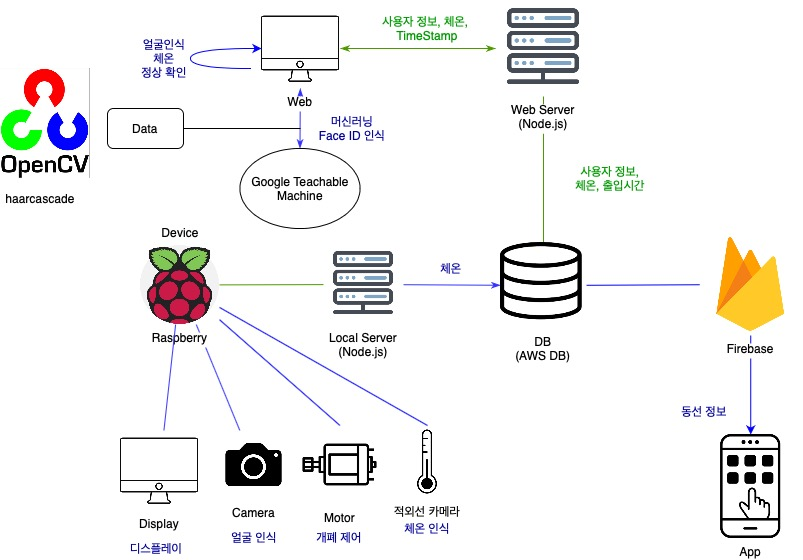 사용자 정보, 체온,
TimeStamp
얼굴인식
체온
정상 확인
Web
Web Server
(Node.js)
OpenCV
haarcascade
Data
머신러닝
Face ID 인식
Google Teachable
Machine
사용자 정보,
체온, 출입시간
Device
Raspberry
Local Server
(Node.js)
체온
DB
(AWS DB)
Firebase
동선 정보
App
Display
디스플레이
Camera
얼굴 인식
Motor
개폐 제어
적외선 카메라
체온 인식